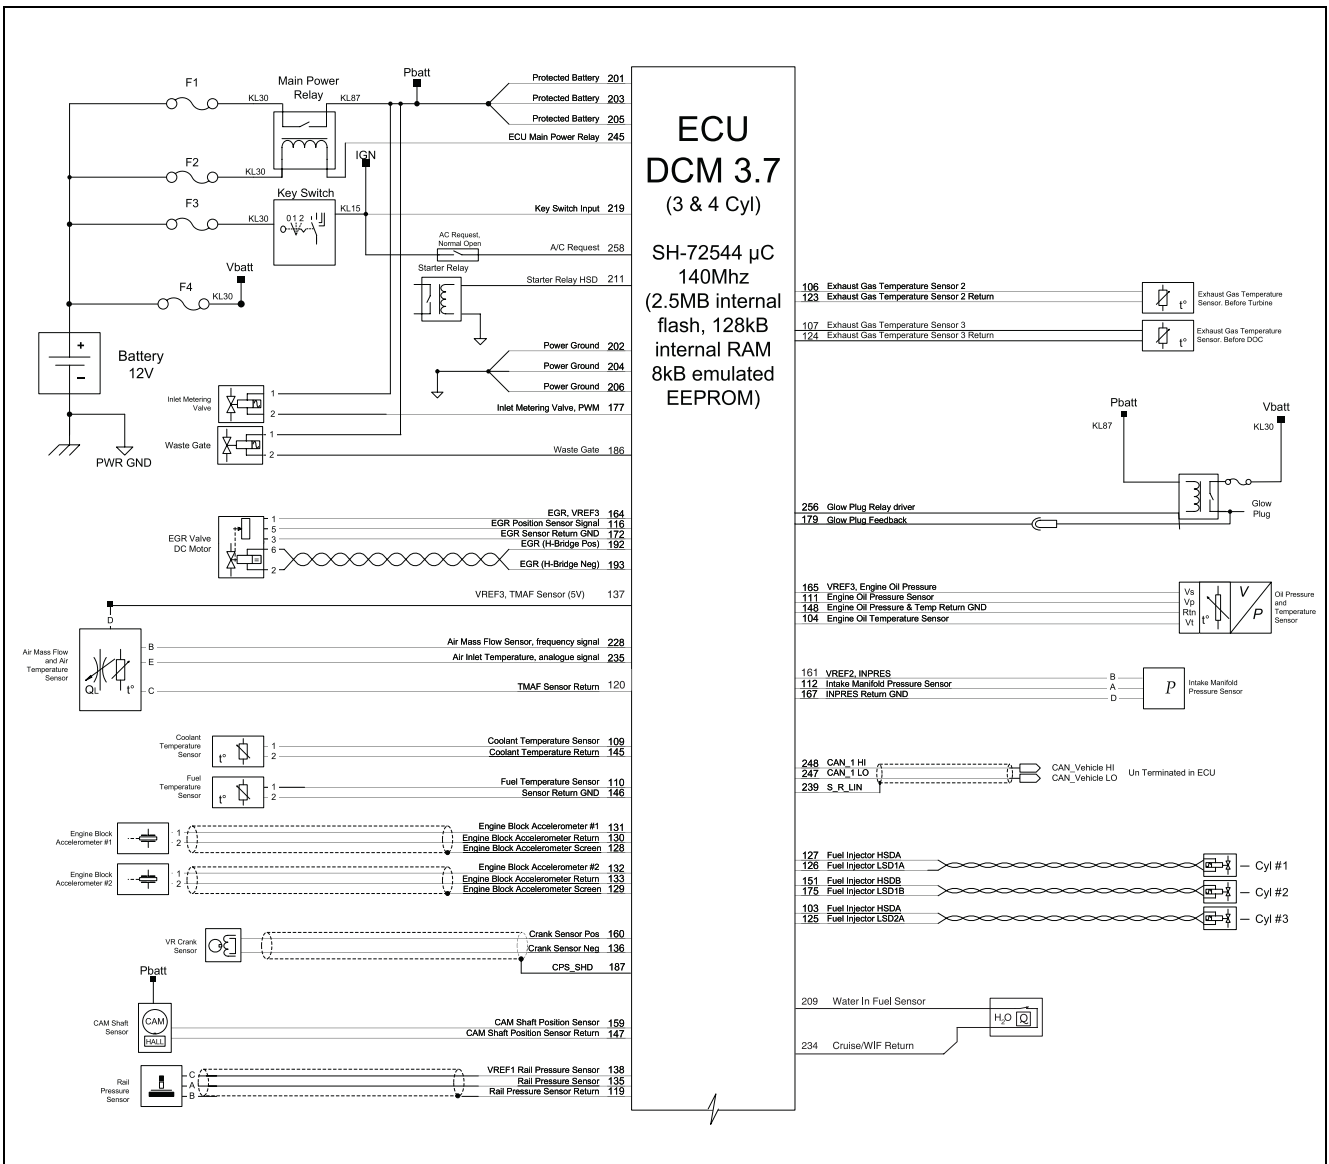 F1
KL30
Main Power
Relay
KL87
Pbatt
Protected Battery 201
Protected Battery 203
Protected Battery 205
ECU Main Power Relay 245
F2
KL30
IGN
F3
KL30
Key Switch
0 1 2
KL15
Key Switch Input 219
AC Request,
Normal Open
A/C Request 258
Starter Relay
Starter Relay HSD 211
Vbatt
F4
KL30
+
−
Battery
12V
PWR GND
Power Ground 202
Power Ground 204
Power Ground 206
Inlet Metering
Valve
1
2
Inlet Metering Valve, PWM 177
Waste Gate
1
2
Waste Gate 186
EGR Valve
DC Motor
1
5
3
6
2
EGR, VREF3 164
EGR Position Sensor Signal 116
EGR Sensor Return GND 172
EGR (H-Bridge Pos) 192
EGR (H-Bridge Neg) 193
VREF3, TMAF Sensor (5V) 137
D
Air Mass Flow
and Air
Temperature
Sensor
QL t°
B
E
C
Air Mass Flow Sensor, frequency signal 228
Air Inlet Temperature, analogue signal 235
TMAF Sensor Return 120
Coolant
Temperature
Sensor
t°
1
2
Coolant Temperature Sensor 109
Coolant Temperature Return 145
Fuel
Temperature
Sensor
t°
1
2
Fuel Temperature Sensor 110
Sensor Return GND 146
Engine Block
Accelerometer #1
1
2
Engine Block Accelerometer #1 131
Engine Block Accelerometer Return 130
Engine Block Accelerometer Screen 128
Engine Block
Accelerometer #2
1
2
Engine Block Accelerometer #2 132
Engine Block Accelerometer Return 133
Engine Block Accelerometer Screen 129
VR Crank
Sensor
Crank Sensor Pos 160
Crank Sensor Neg 136
CPS_SHD 187
Pbatt
CAM Shaft
Sensor
CAM
HALL
CAM Shaft Position Sensor 159
CAM Shaft Position Sensor Return 147
Rail
Pressure
Sensor
C
A
B
VREF1 Rail Pressure Sensor 138
Rail Pressure Sensor 135
Rail Pressure Sensor Return 119
ECU
DCM 3.7
(3 & 4 Cyl)
SH-72544 µC
140Mhz
(2.5MB internal
flash, 128kB
internal RAM
8kB emulated
EEPROM)
106 Exhaust Gas Temperature Sensor 2
123 Exhaust Gas Temperature Sensor 2 Return
t°
Exhaust Gas Temperature
Sensor. Before Turbine
107 Exhaust Gas Temperature Sensor 3
124 Exhaust Gas Temperature Sensor 3 Return
t°
Exhaust Gas Temperature
Sensor. Before DOC
Pbatt
KL87
Vbatt
KL30
256 Glow Plug Relay driver
179 Glow Plug Feedback
Glow
Plug
165 VREF3, Engine Oil Pressure
111 Engine Oil Pressure Sensor
148 Engine Oil Pressure & Temp Return GND
104 Engine Oil Temperature Sensor
Vs
Vp
Rtn
Vt
t°
V
P
Oil Pressure
and
Temperature
Sensor
161 VREF2, INPRES
112 Intake Manifold Pressure Sensor
167 INPRES Return GND
B
A
D
P
Intake Manifold
Pressure Sensor
248 CAN_1 HI
247 CAN_1 LO
239 S_R_LIN
CAN_Vehicle HI
CAN_Vehicle LO
Un Terminated in ECU
127 Fuel Injector HSDA
126 Fuel Injector LSD1A
Cyl #1
151 Fuel Injector HSDB
175 Fuel Injector LSD1B
Cyl #2
103 Fuel Injector HSDA
125 Fuel Injector LSD2A
Cyl #3
209 Water In Fuel Sensor
H2O Q
234 Cruise/WIF Return